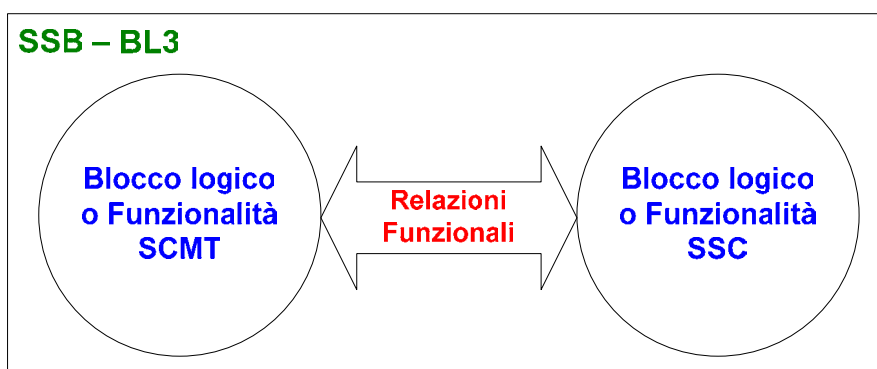 SSB – BL3
Blocco logico
o Funzionalità
SCMT
Relazioni
Funzionali
Blocco logico
o Funzionalità
SSC